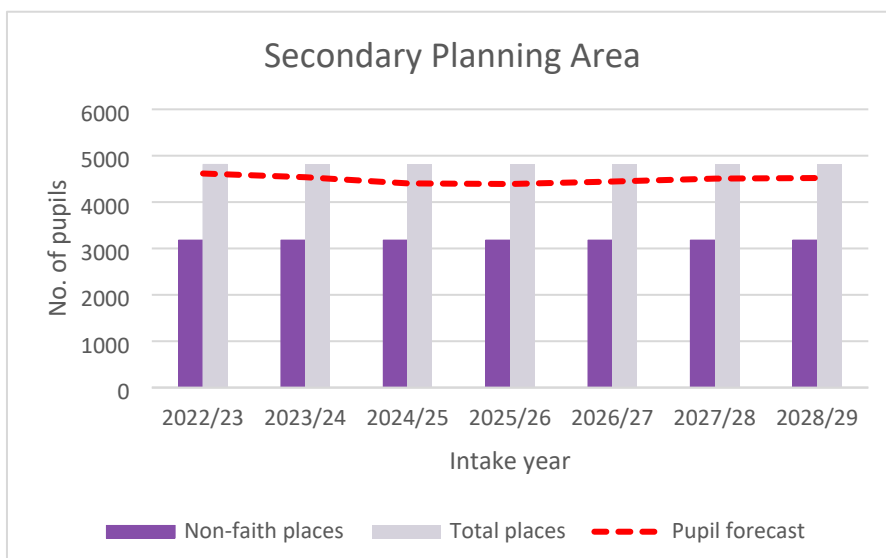 Secondary Planning Area
6000
5000
4000
3000
2000
1000
0
No. of pupils
2022/23 2023/24 2024/25 2025/26 2026/27 2027/28 2028/29
Intake year
Non-faith places Total places Pupil forecast